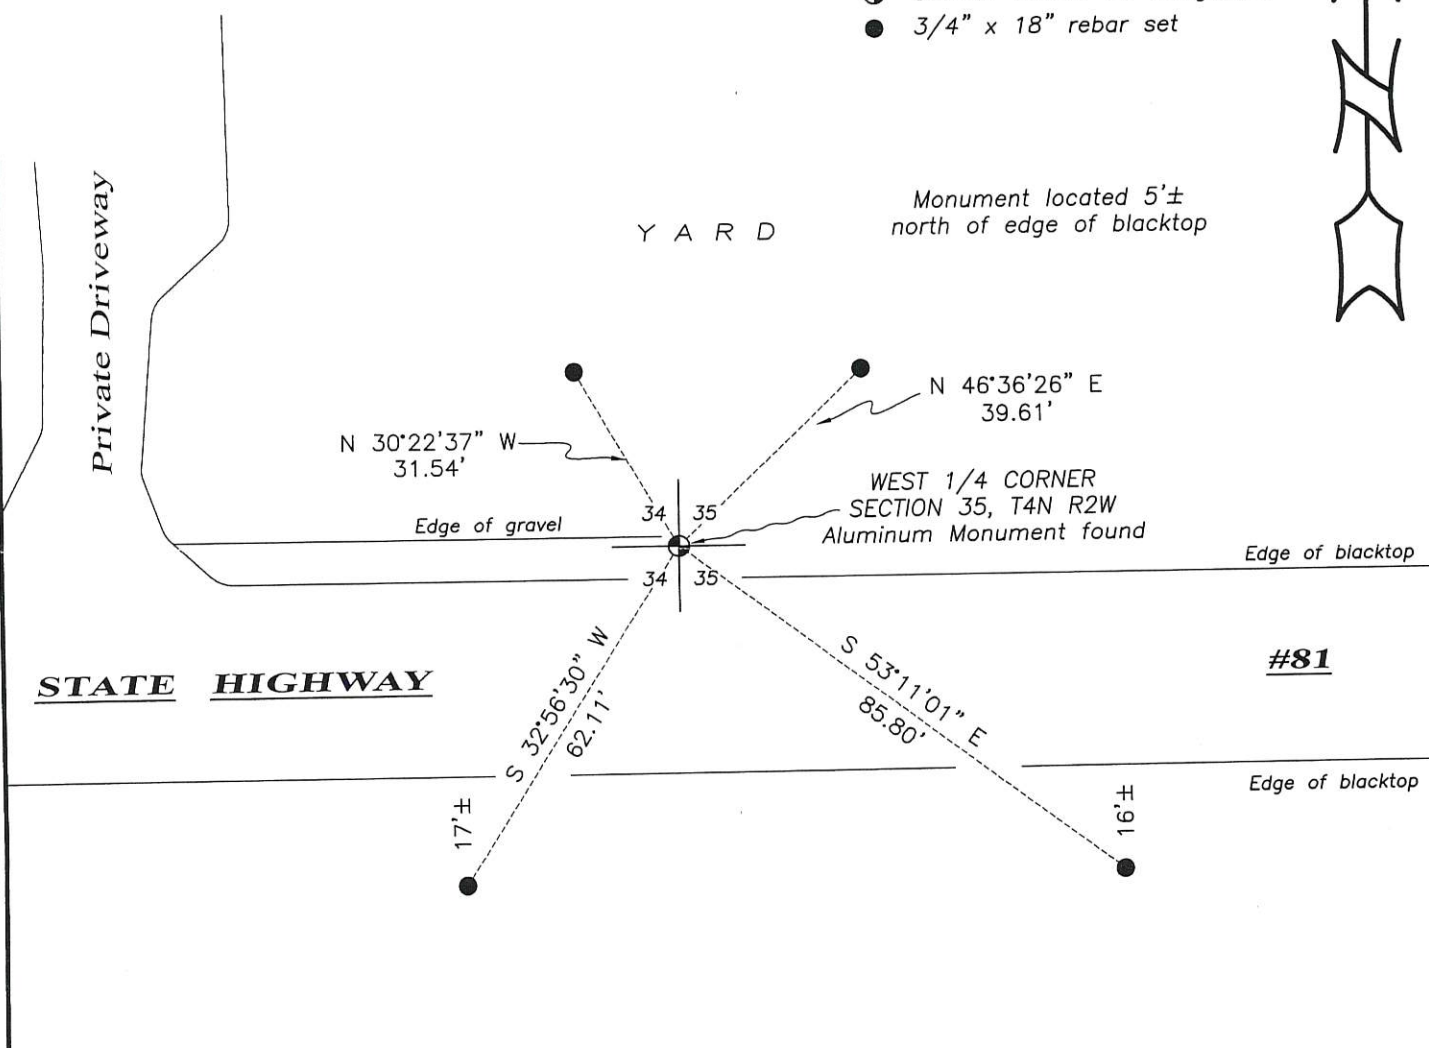 3/4” x 18” rebar set
Private Driveway
Monument located 5'±
north of edge of blacktop
YARD
N 46°36'26” E
39.61'
N 30°22'37” W
31.54'
WEST 1/4 CORNER
SECTION 35, T4N R2W
Aluminum Monument found
34 35
Edge of gravel
Edge of blacktop
34 35
STATE HIGHWAY #81
S 32°56'30” W
62.11'
S 53°11'01” E
85.80'
Edge of blacktop
17'±
16'±
N